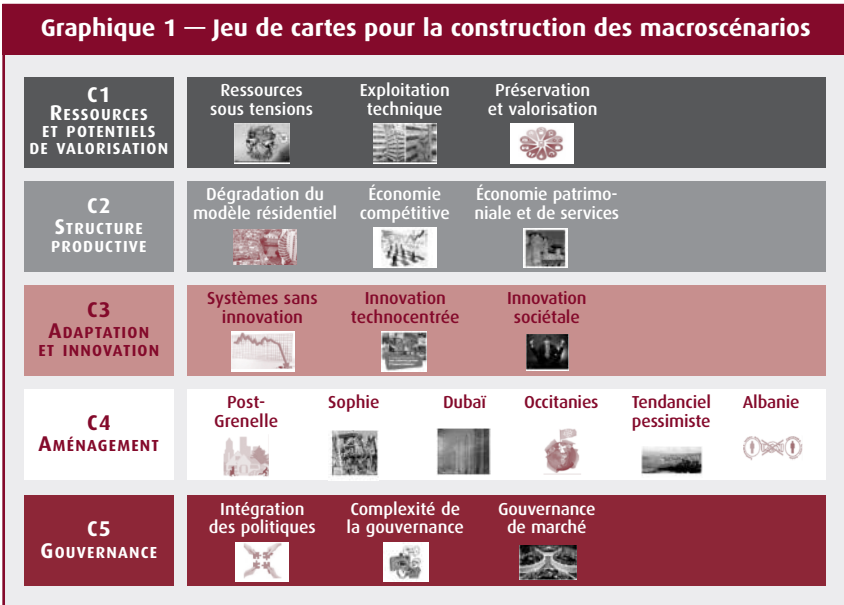 Graphique 1 — Jeu de cartes pour la construction des macroscénarios
C1
RESSOURCES
ET POTENTIELS
DE VALORISATION
Ressources
sous tensions
Exploitation
technique
Préservation
et valorisation
C2
STRUCTURE
PRODUCTIVE
Dégradation du
modèle résidentiel
Économie
compétitive
Économie patrimo-
niale et de services
C3
ADAPTATION
ET INNOVATION
Systèmes sans
innovation
Innovation
technocentrée
Innovation
sociétale
C4
AMÉNAGEMENT
Post-
Grenelle
Sophie
Dubaï
Occitanies
Tendanciel
pessimiste
Albanie
C5
GOUVERNANCE
Intégration
des politiques
Complexité de
la gouvernance
Gouvernance
de marché